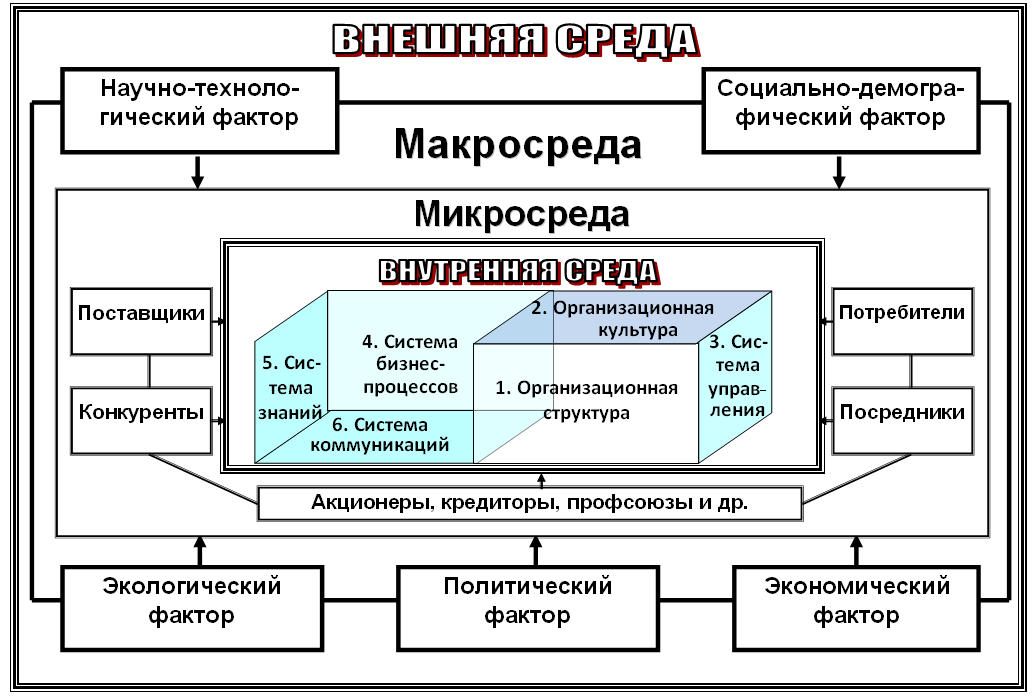 ВНЕШНЯЯ СРЕДА
Научно-техноло-
гический фактор
Социально-демогра-
фический фактор
Макросреда
Микросреда
ВНУТРЕННЯЯ СРЕДА
Поставщики
Конкуренты
5. Сис-
тема
знаний
4. Система
бизнес-
процессов
2. Организационная
культура
1. Организационная
структура
3. Сис-
тема
управ-
ления
6. Система
коммуникаций
Потребители
Посредники
Акционеры, кредиторы, профсоюзы и др.
Экологический
фактор
Политический
фактор
Экономический
фактор